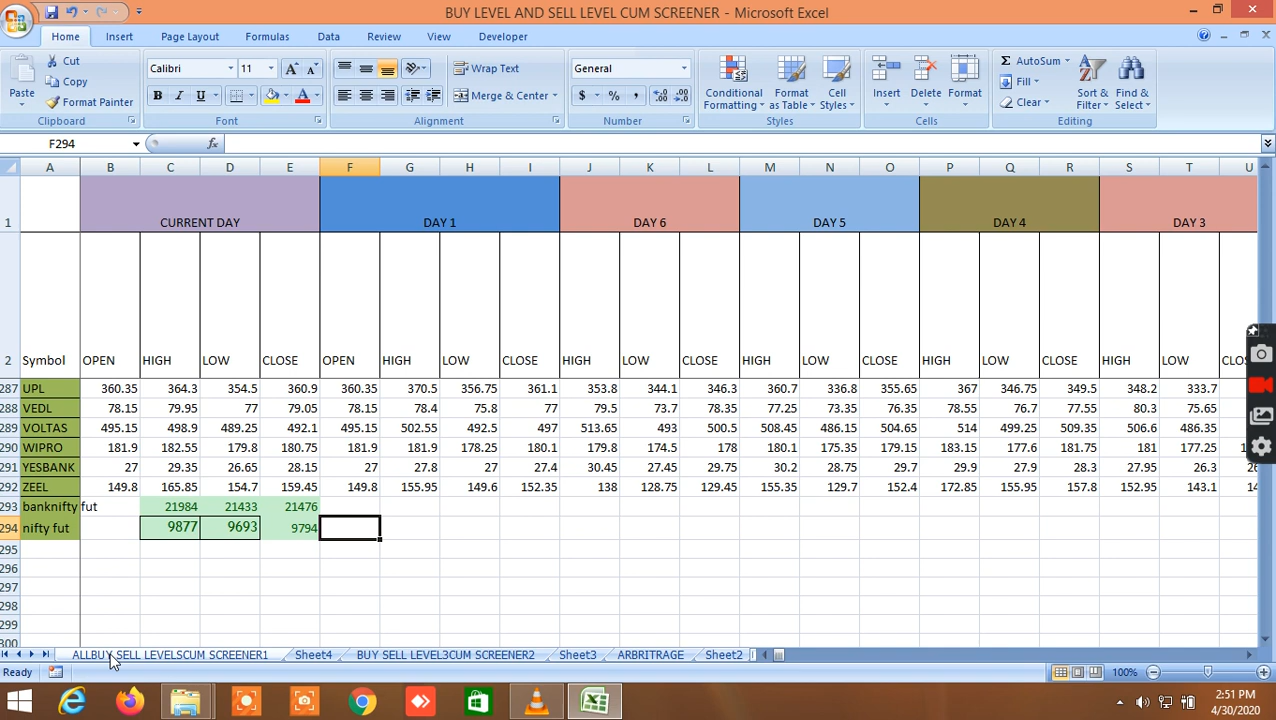 BUY LEVEL AND SELL LEVEL CUM SCREENER - Microsoft Excel
Home Insert Page Layout Formulas Data Review View Developer
Paste Cut Copy Format Painter Clipboard
Calibri 11 B I U A Font
Wrap Text Merge & Center Alignment
General $ % , Number
Conditional Formatting Format as Table Cell Styles Styles
Insert Delete Format Cells
Σ AutoSum Fill Clear Sort & Filter Find & Select Editing
F294 fx
A B C D E F G H I J K L M N O P Q R S T U
1 CURRENT DAY DAY 1 DAY 6 DAY 5 DAY 4 DAY 3
2 Symbol OPEN HIGH LOW CLOSE OPEN HIGH LOW CLOSE HIGH LOW CLOSE HIGH LOW CLOSE HIGH LOW CLOSE HIGH LOW
287 UPL 360.35 364.3 354.5 360.9 360.35 370.5 356.75 361.1 353.8 344.1 346.3 360.7 336.8 355.65 367 346.75 349.5 348.2 333.7
288 VEDL 78.15 79.95 77 79.05 78.15 78.4 75.8 77 79.5 73.7 78.35 77.25 73.35 76.35 78.55 76.7 77.55 80.3 75.65
289 VOLTAS 495.15 498.9 489.25 492.1 495.15 502.55 492.5 497 513.65 493 500.5 508.45 486.15 504.65 514 499.25 509.35 506.6 486.35
290 WIPRO 181.9 182.55 179.8 180.75 181.9 181.9 178.25 180.1 179.8 174.5 178 180.1 175.35 179.15 183.15 177.6 181.75 181 177.25
291 YESBANK 27 29.35 26.65 28.15 27 27.8 27 27.4 30.45 27.45 29.75 30.2 28.75 29.7 29.9 27.9 28.3 27.95 26.3
292 ZEEL 149.8 165.85 154.7 159.45 149.8 155.95 149.6 152.35 138 128.75 129.45 155.35 129.7 152.4 172.85 155.95 157.8 152.95 143.1
293 banknifty fut 21984 21433 21476
294 nifty fut 9877 9693 9794
295
296
297
298
299
300
ALLBUY SELL LEVELSCUM SCREENER1 Sheet4 BUY SELL LEVEL3CUM SCREENER2 Sheet3 ARBRITRAGE Sheet2
Ready 100%
2:51 PM
4/30/2020